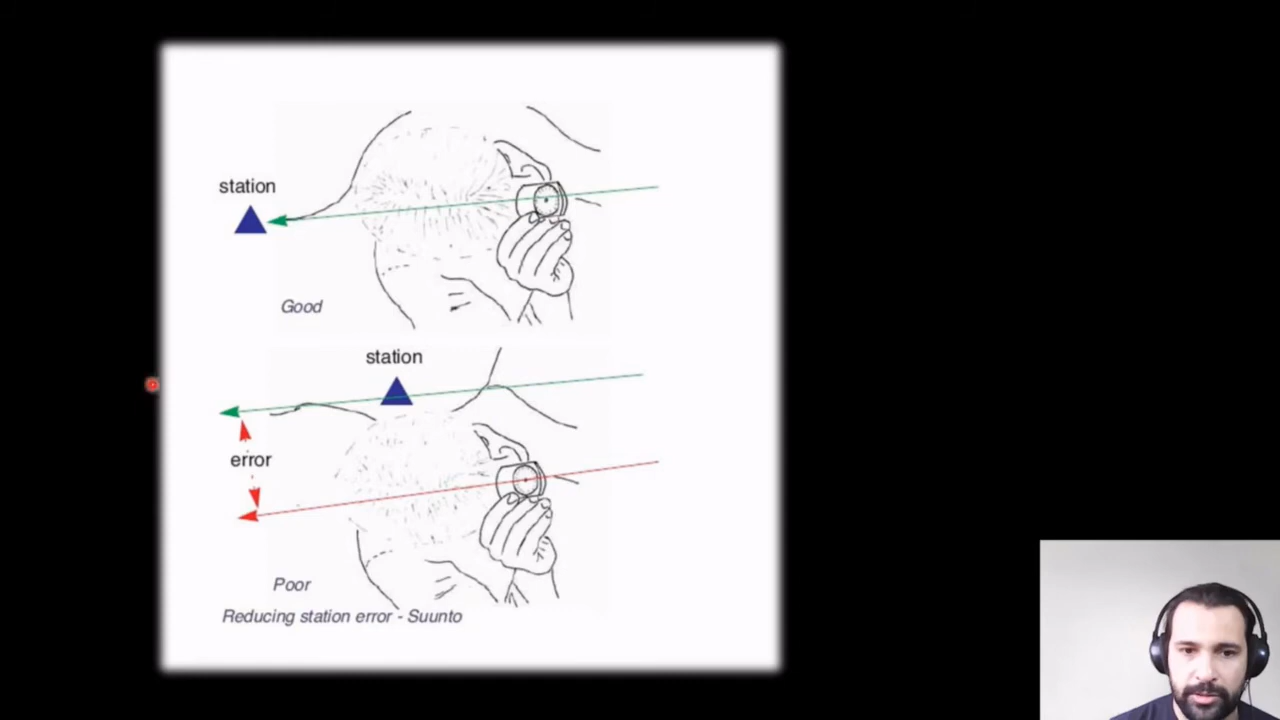 station
Good
station
error
Poor
Reducing station error - Suunto